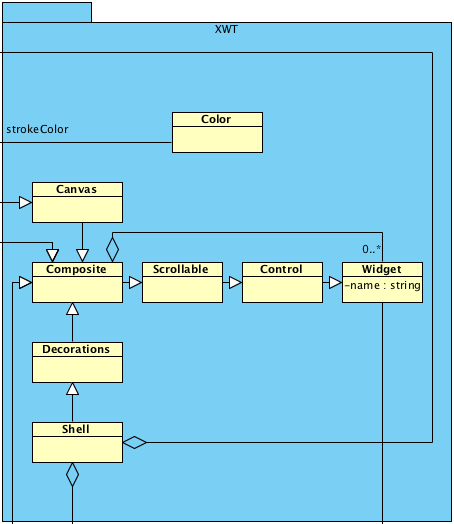 XWT
Color
strokeColor
Canvas
0..*
Composite
Scrollable
Control
Widget
-name : string
Decorations
Shell